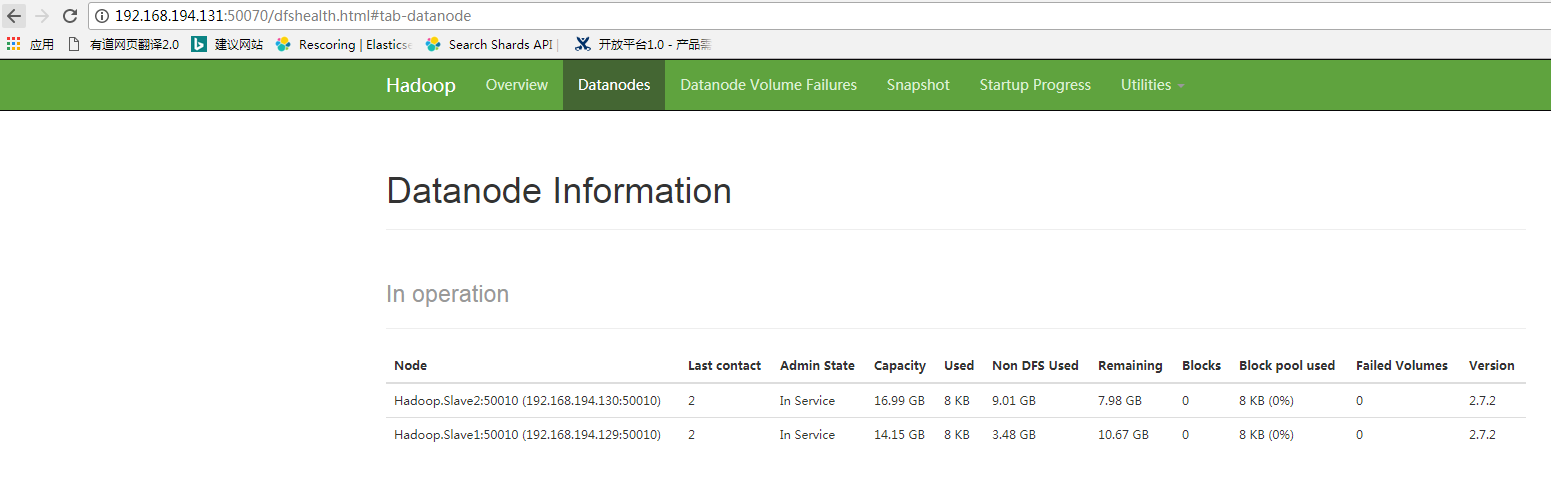 192.168.194.131:50070/dfshealth.html#tab-datanode
应用 有道网页翻译2.0 建议网站 Rescoring | Elasticse Search Shards API | 开放平台1.0 - 产品需
Hadoop Overview Datanodes Datanode Volume Failures Snapshot Startup Progress Utilities
Datanode Information
In operation
Node Last contact Admin State Capacity Used Non DFS Used Remaining Blocks Block pool used Failed Volumes Version
Hadoop.Slave2:50010 (192.168.194.130:50010) 2 In Service 16.99 GB 8 KB 9.01 GB 7.98 GB 0 8 KB (0%) 0 2.7.2
Hadoop.Slave1:50010 (192.168.194.129:50010) 2 In Service 14.15 GB 8 KB 3.48 GB 10.67 GB 0 8 KB (0%) 0 2.7.2